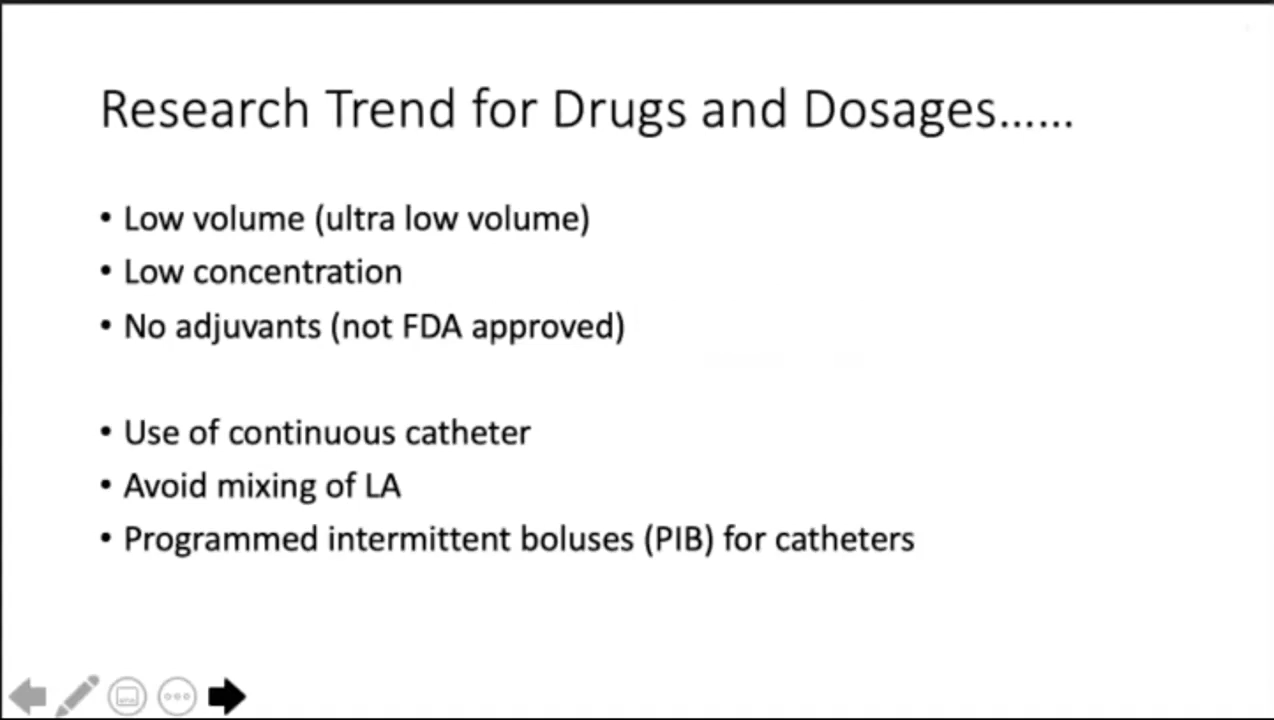 Research Trend for Drugs and Dosages......
• Low volume (ultra low volume)
• Low concentration
• No adjuvants (not FDA approved)
• Use of continuous catheter
• Avoid mixing of LA
• Programmed intermittent boluses (PIB) for catheters